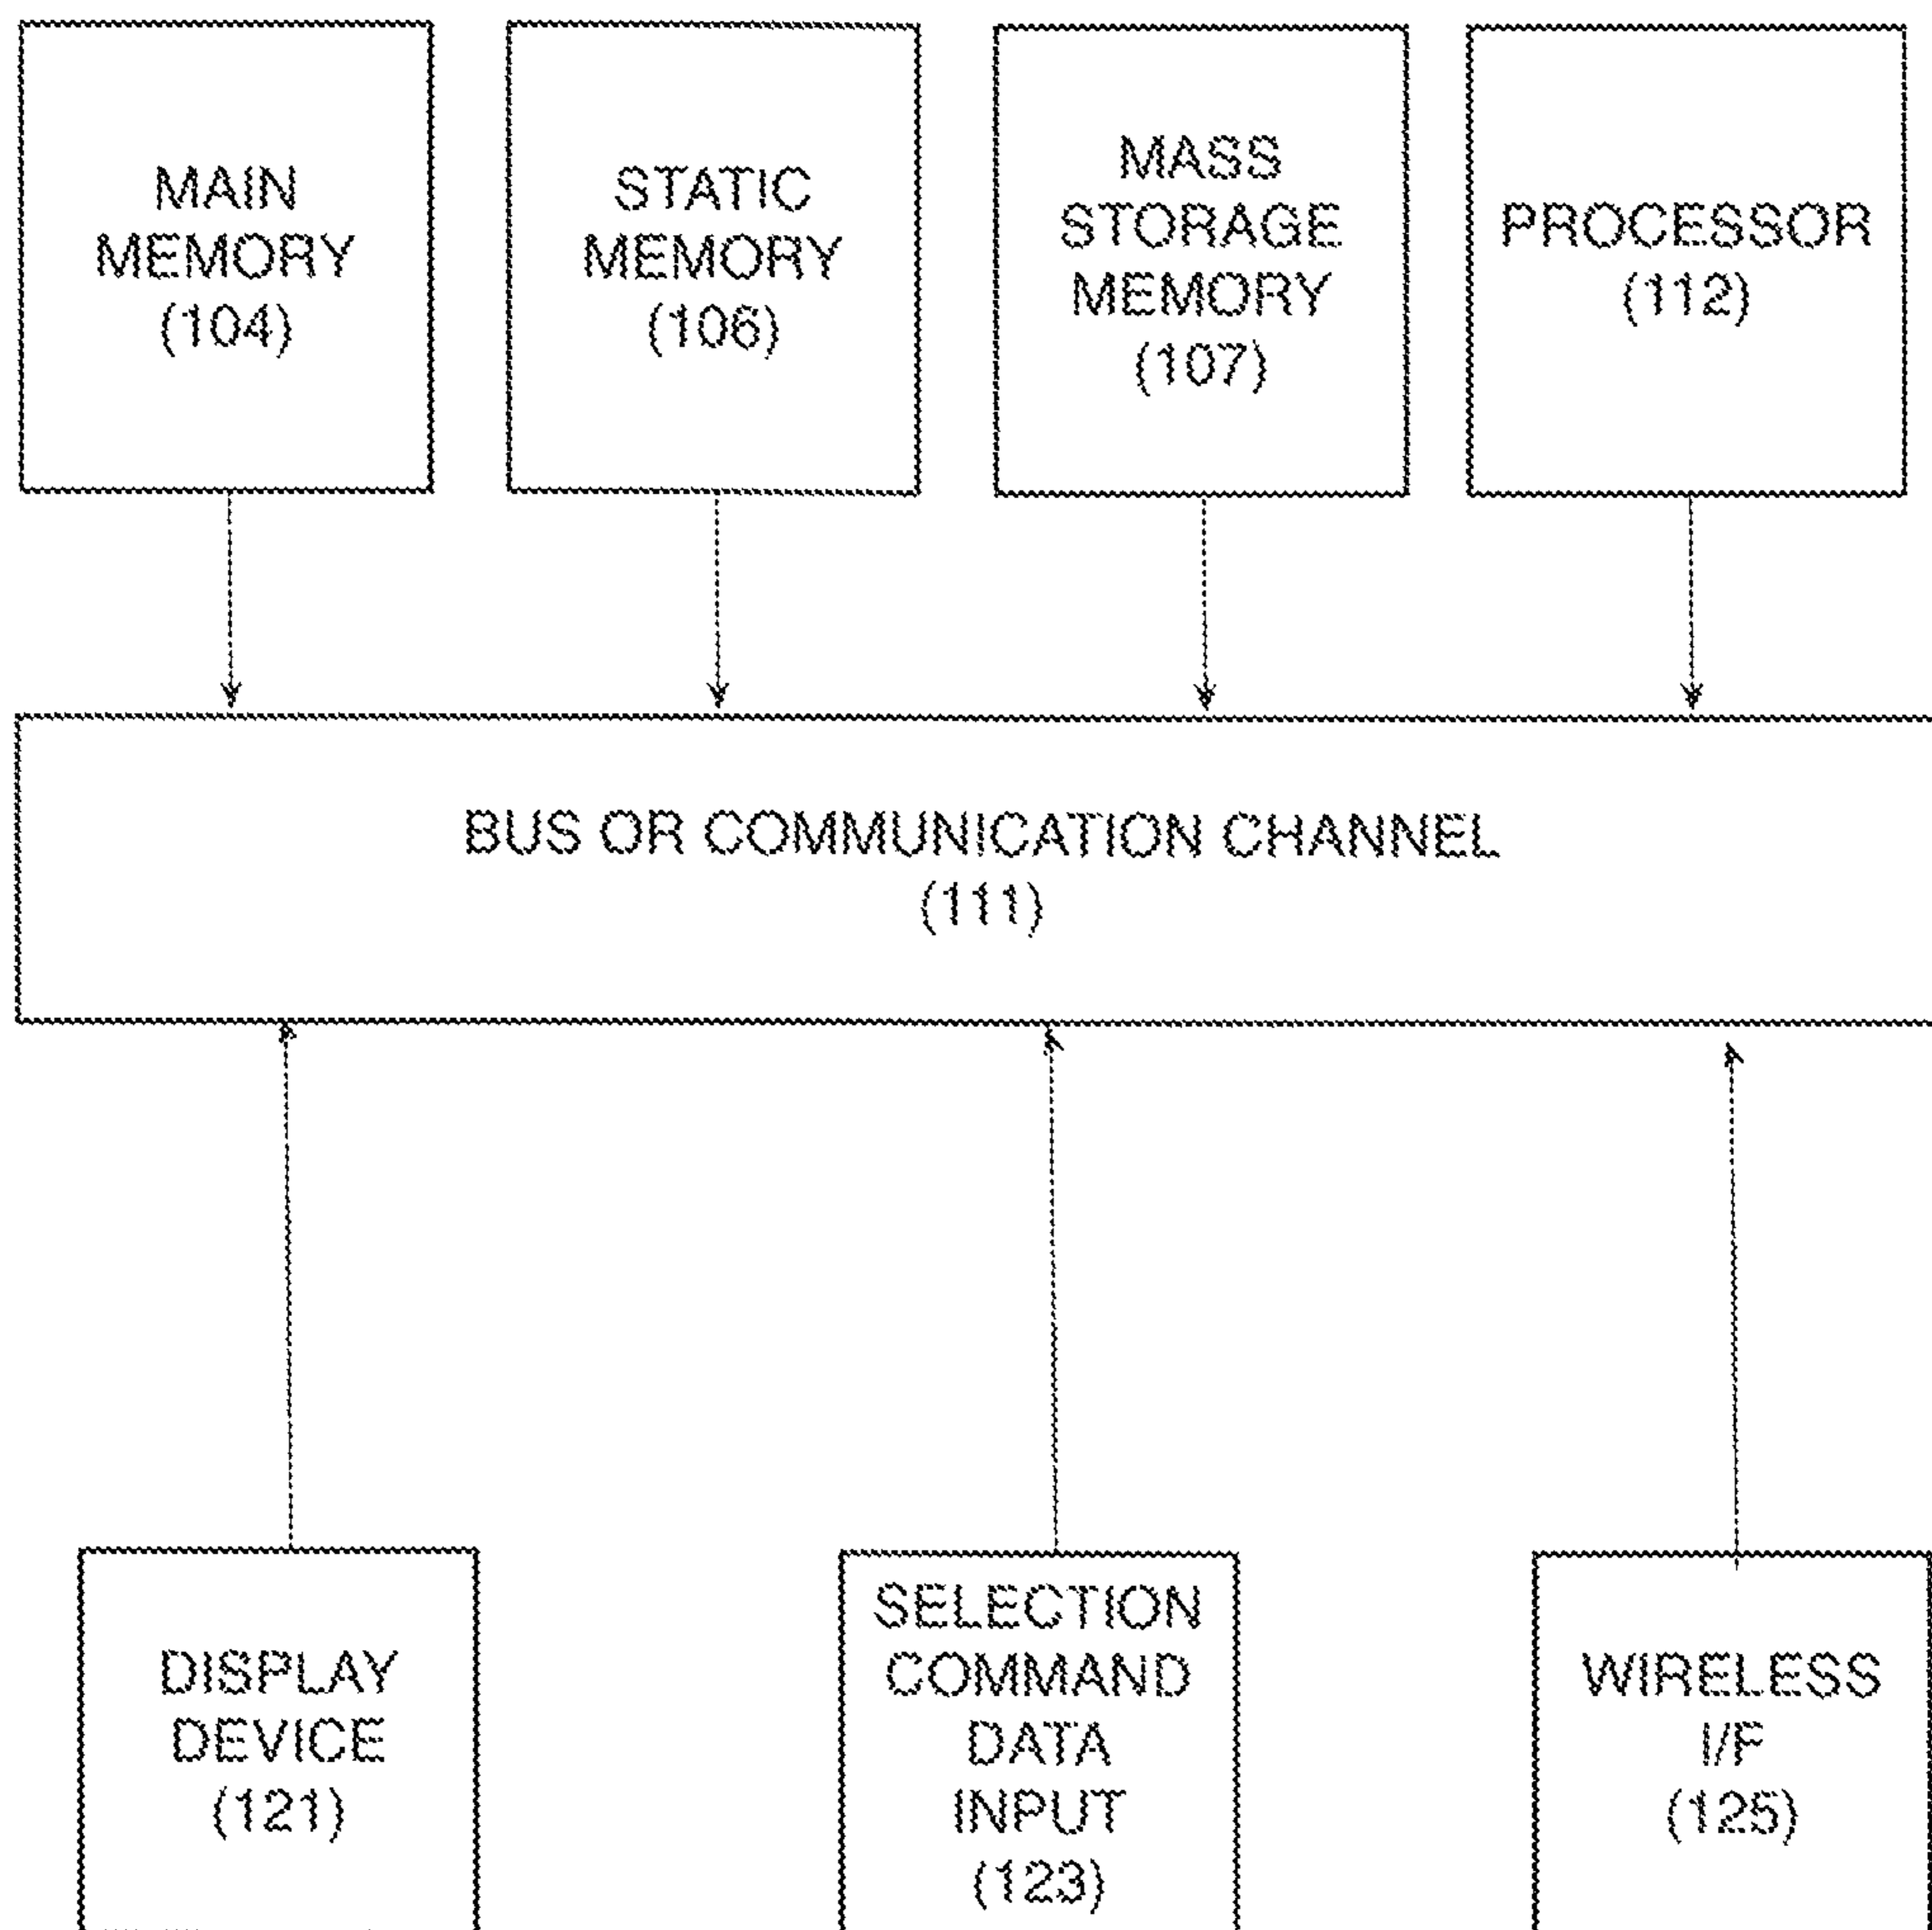 MAIN
MEMORY
(104)
STATIC
MEMORY
(106)
MASS
STORAGE
MEMORY
(107)
PROCESSOR
(112)
BUS OR COMMUNICATION CHANNEL
(111)
DISPLAY
DEVICE
(121)
SELECTION
COMMAND
DATA
INPUT
(123)
WIRELESS
I/F
(125)